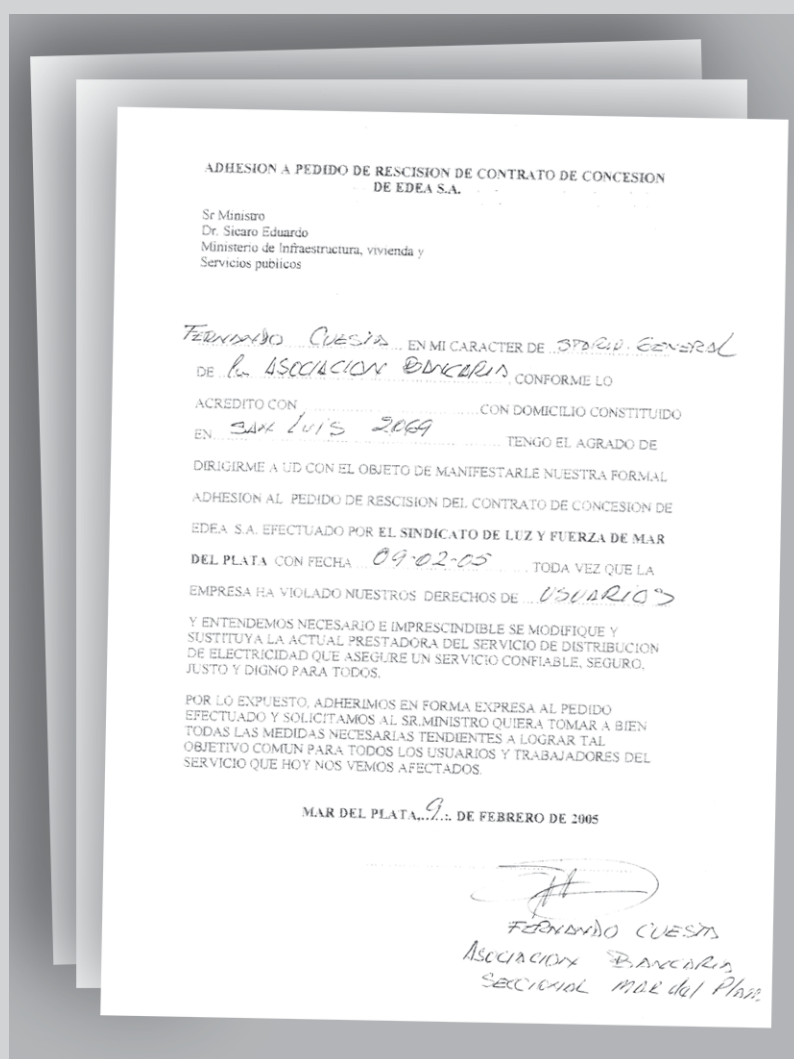 ADHESION A PEDIDO DE RESCISION DE CONTRATO DE CONCESION
DE EDEA S.A.
Sr Ministro
Dr. Sicaro Eduardo
Ministerio de Infraestructura, vivienda y
Servicios publicos
FERNANDO CUESTA EN MI CARACTER DE STRIO. GENERAL
DE La ASOCIACION BANCARIA CONFORME LO
ACREDITO CON ........ CON DOMICILIO CONSTITUIDO
EN SAN LUIS 2069 ........ TENGO EL AGRADO DE
DIRIGIRME A UD CON EL OBJETO DE MANIFESTARLE NUESTRA FORMAL
ADHESION AL PEDIDO DE RESCISION DEL CONTRATO DE CONCESION DE
EDEA S.A. EFECTUADO POR EL SINDICATO DE LUZ Y FUERZA DE MAR
DEL PLATA CON FECHA 09-02-05 TODA VEZ QUE LA
EMPRESA HA VIOLADO NUESTROS DERECHOS DE USUARIOS
Y ENTENDEMOS NECESARIO E IMPRESCINDIBLE SE MODIFIQUE Y
SUSTITUYA LA ACTUAL PRESTADORA DEL SERVICIO DE DISTRIBUCION
DE ELECTRICIDAD QUE ASEGURE UN SERVICIO CONFIABLE, SEGURO,
JUSTO Y DIGNO PARA TODOS.
POR LO EXPUESTO, ADHERIMOS EN FORMA EXPRESA AL PEDIDO
EFECTUADO Y SOLICITAMOS AL SR.MINISTRO QUIERA TOMAR A BIEN
TODAS LAS MEDIDAS NECESARIAS TENDIENTES A LOGRAR TAL
OBJETIVO COMUN PARA TODOS LOS USUARIOS Y TRABAJADORES DEL
SERVICIO QUE HOY NOS VEMOS AFECTADOS.
MAR DEL PLATA,..9.:. DE FEBRERO DE 2005
FERNANDO CUESTA
ASOCIACION BANCARIA
SECCIONAL MAR del Plata